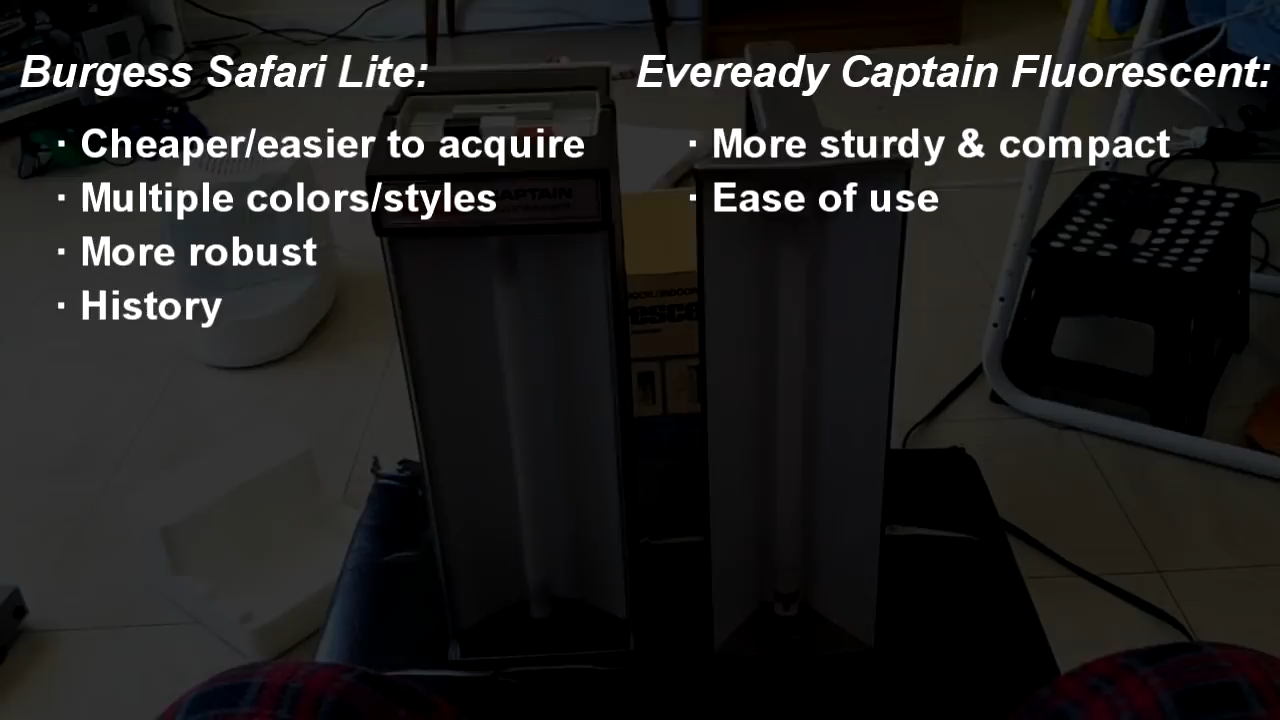 Burgess Safari Lite:
· Cheaper/easier to acquire
· Multiple colors/styles
· More robust
· History
Eveready Captain Fluorescent:
· More sturdy & compact
· Ease of use
CAPTAIN